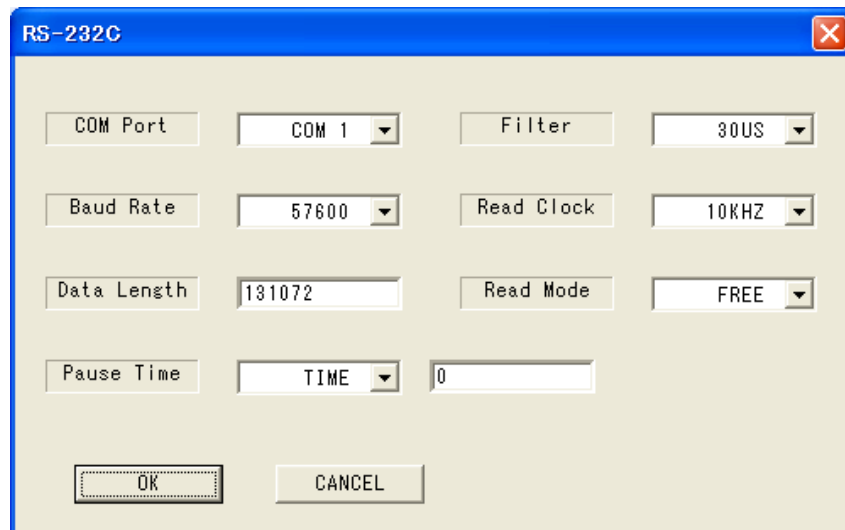 RS-232C
COM Port COM 1 Filter 30US
Baud Rate 57600 Read Clock 10KHZ
Data Length 131072 Read Mode FREE
Pause Time TIME 0
OK CANCEL